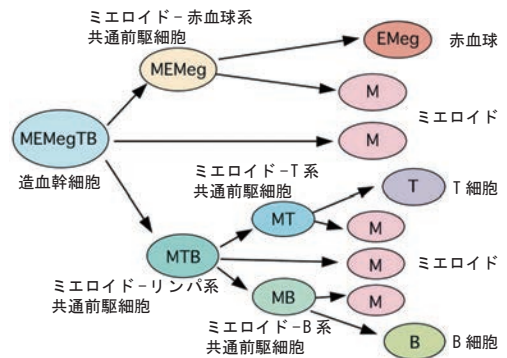 ミエロイド-赤血球系
共通前駆細胞
MEMeg
EMeg
赤血球
M
ミエロイド
M
MEMegTB
造血幹細胞
ミエロイド-T系
共通前駆細胞
T
T細胞
MT
M
MTB
M
ミエロイド
ミエロイド-リンパ系
共通前駆細胞
MB
M
ミエロイド-B系
共通前駆細胞
B
B細胞